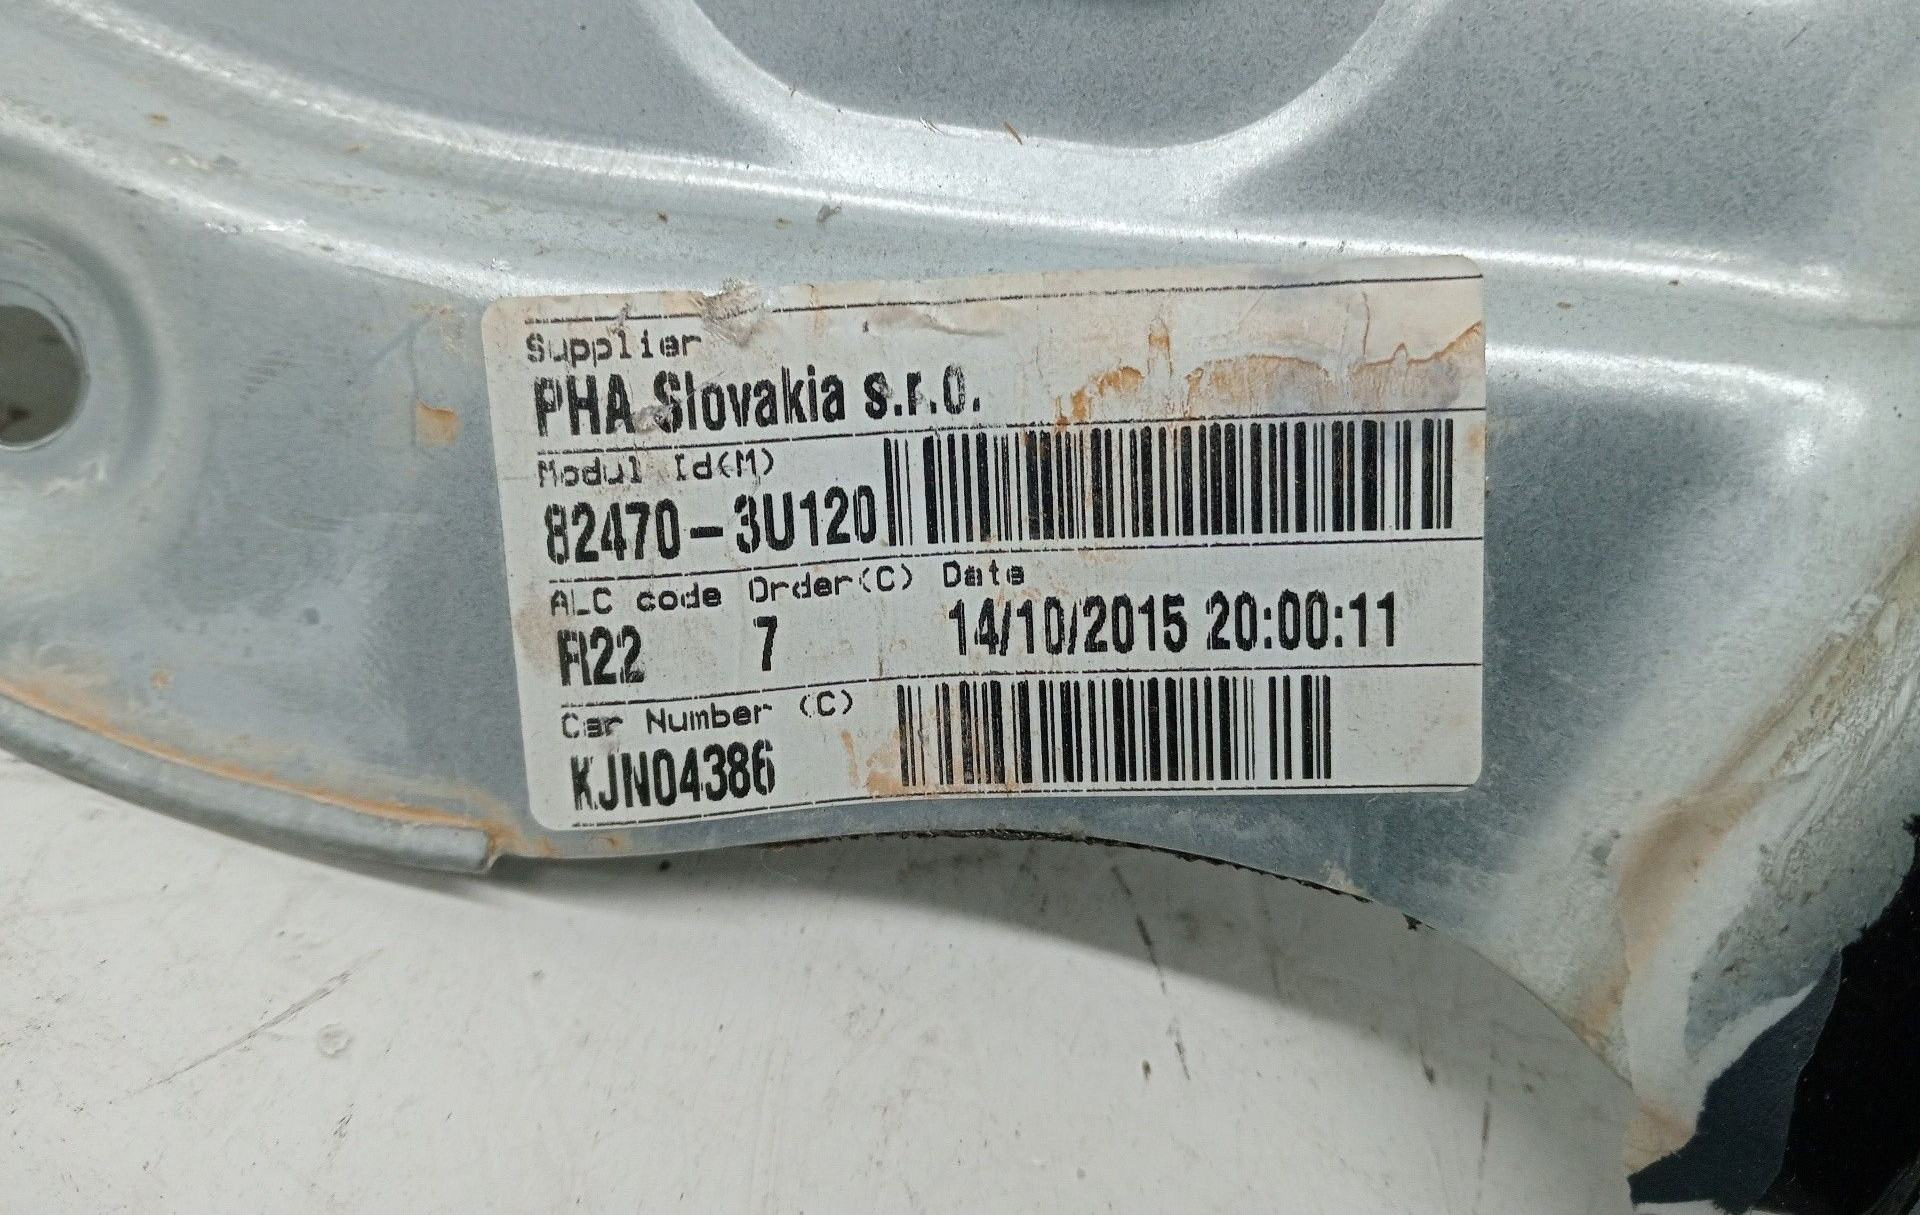 Supplier
PHA Slovakia s.r.o.
Modul Id(M)
82470-3U120
ALC code Order(C) Date
R22 7 14/10/2015 20:00:11
Car Number (C)
KJN04386